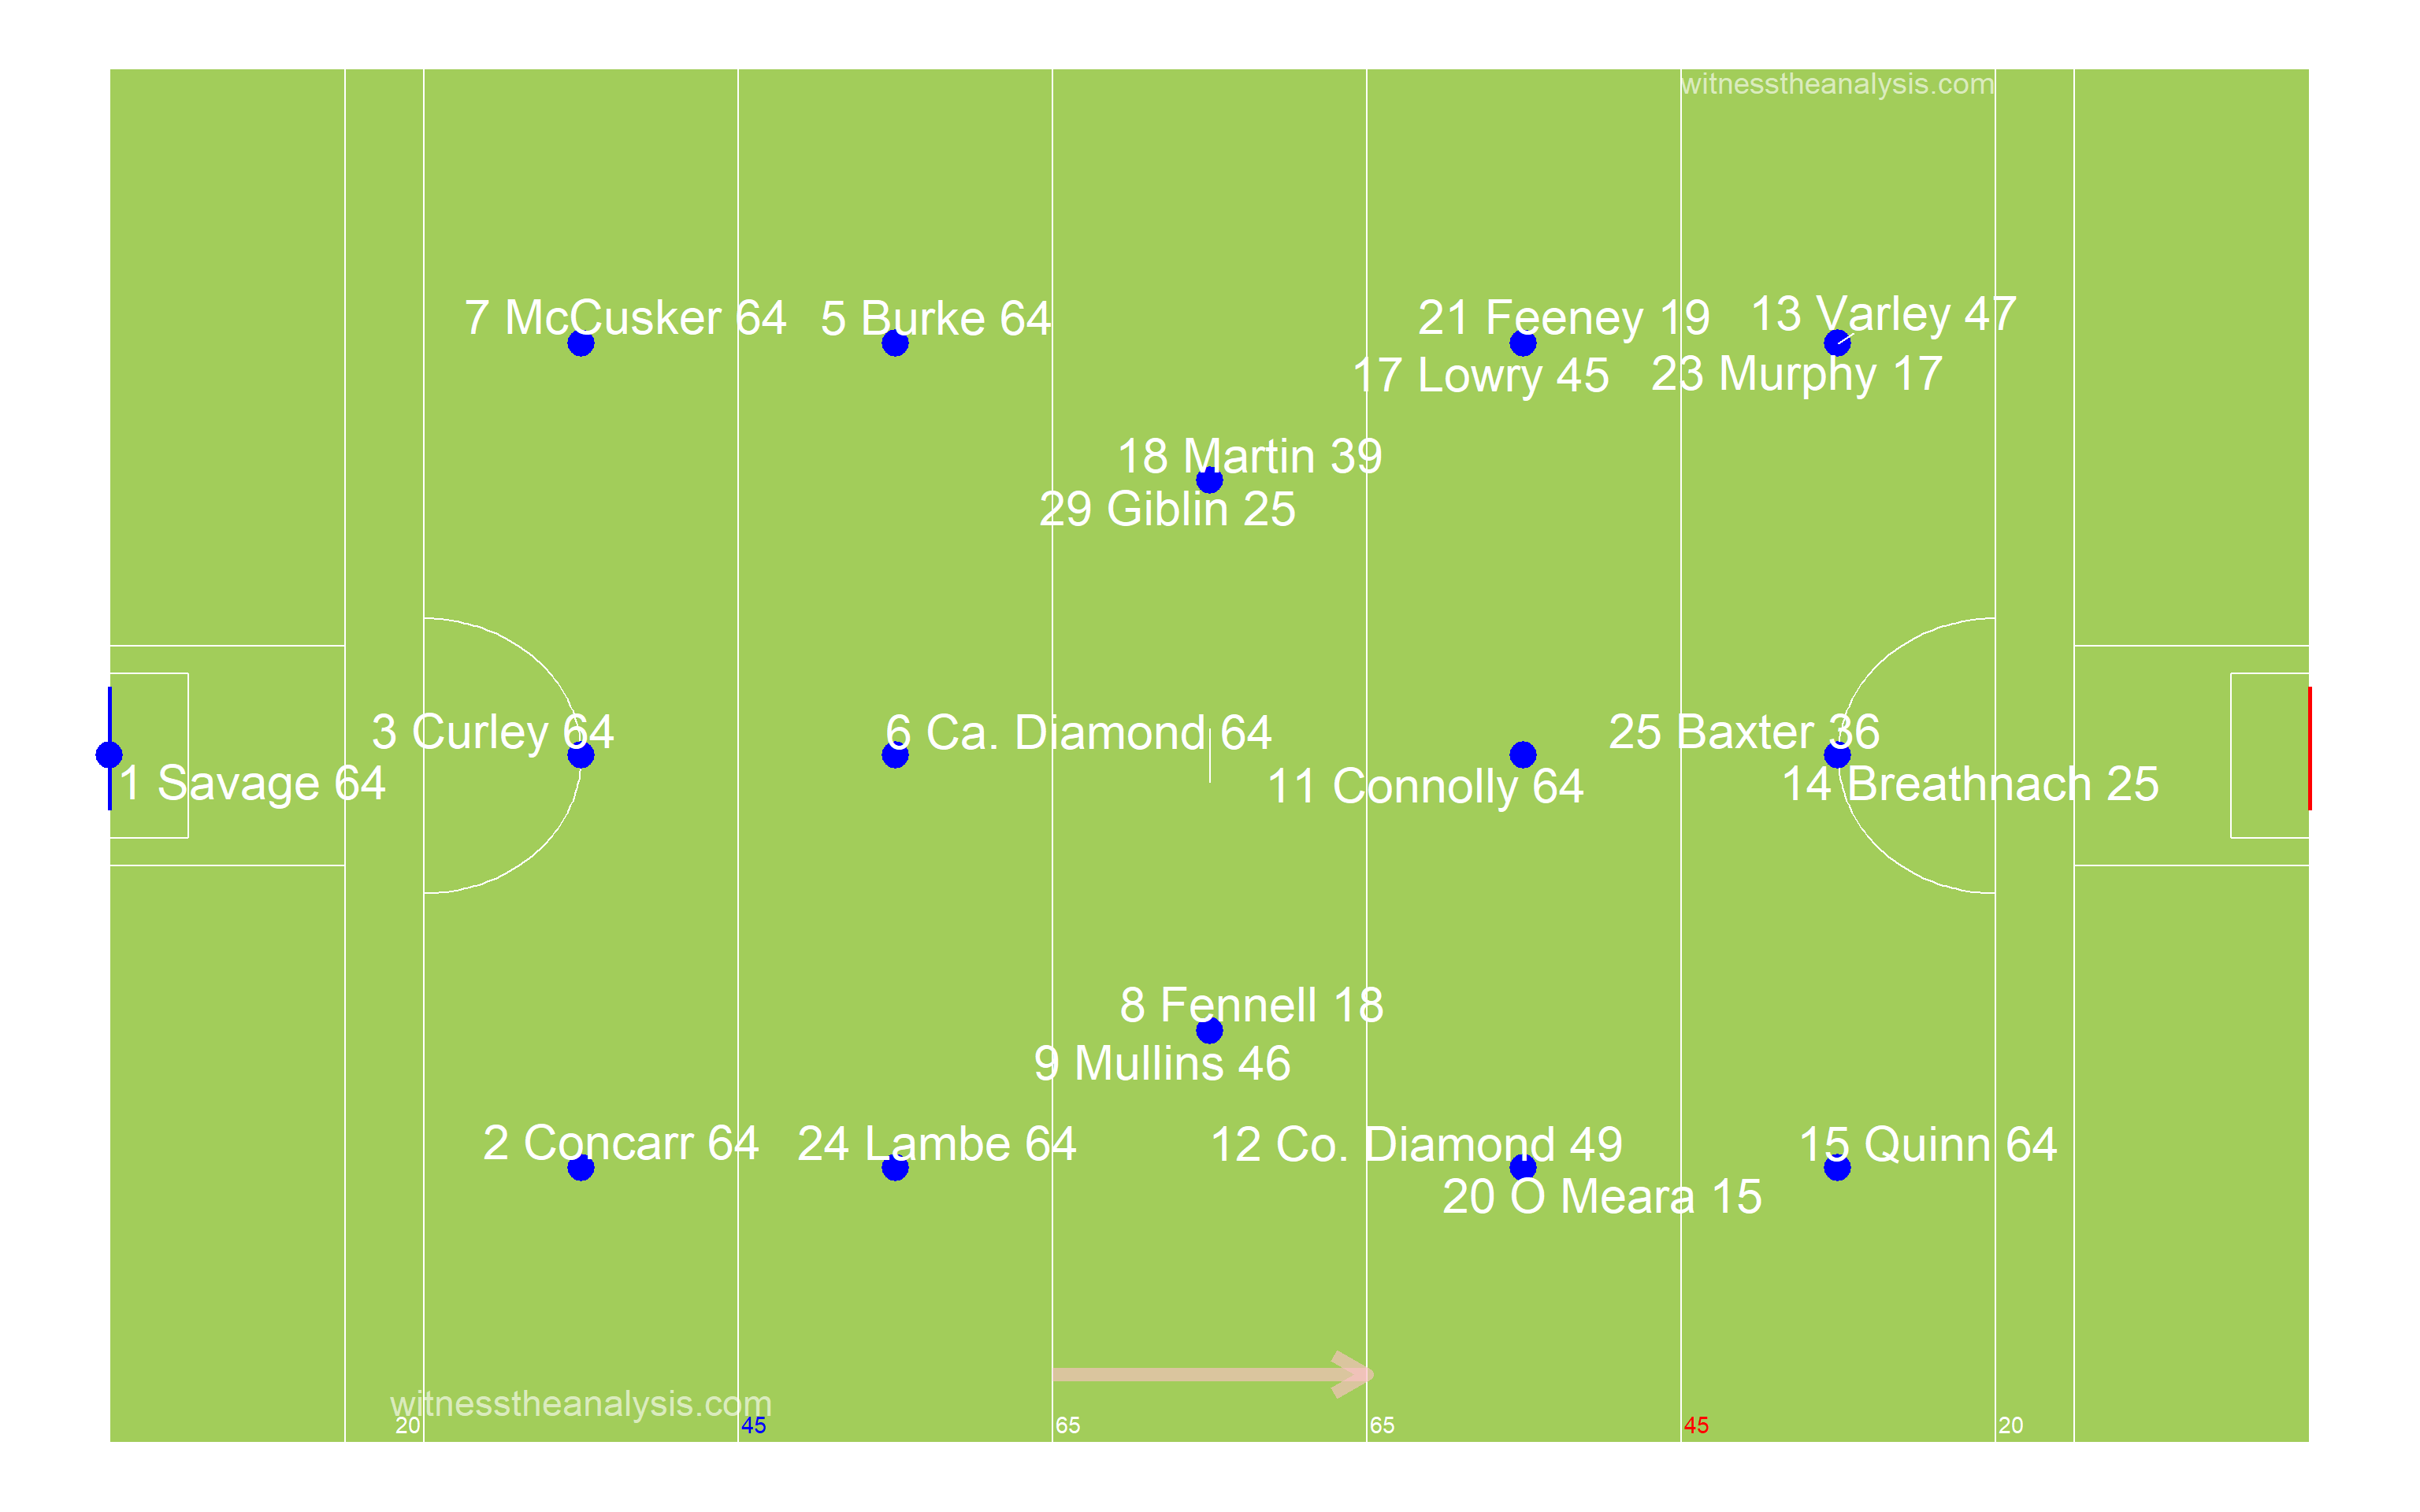 witnesstheanalysis.com
7 McCusker 64
5 Burke 64
21 Feeney 19
13 Varley 47
17 Lowry 45
23 Murphy 17
18 Martin 39
29 Giblin 25
3 Curley 64
6 Ca. Diamond 64
25 Baxter 36
1 Savage 64
11 Connolly 64
14 Breathnach 25
8 Fennell 18
9 Mullins 46
2 Concarr 64
24 Lambe 64
12 Co. Diamond 49
15 Quinn 64
20 O Meara 15
witnesstheanalysis.com
20
45
65
65
45
20